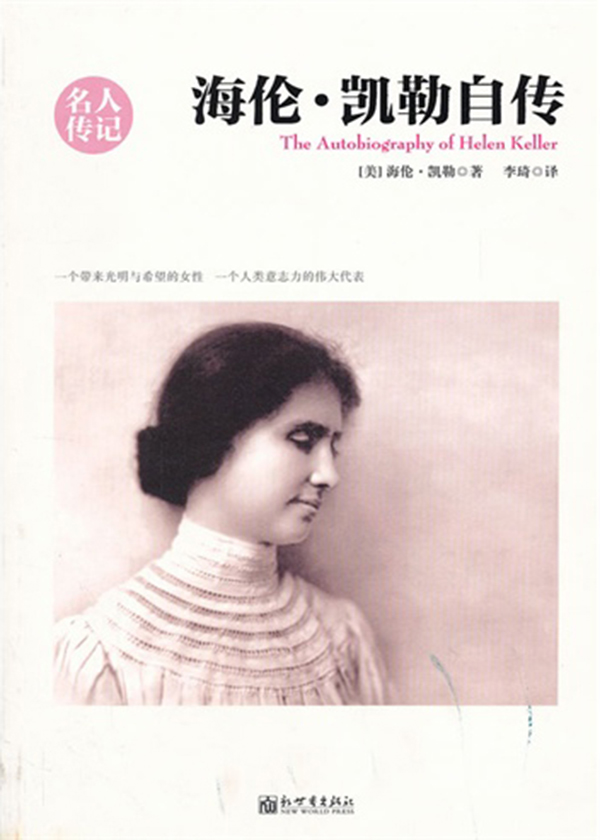 名人
传记
海伦·凯勒自传
The Autobiography of Helen Keller
[美]海伦·凯勒◎著 李琦◎译
一个带来光明与希望的女性 一个人类意志力的伟大代表
新世界出版社
NEW WORLD PRESS